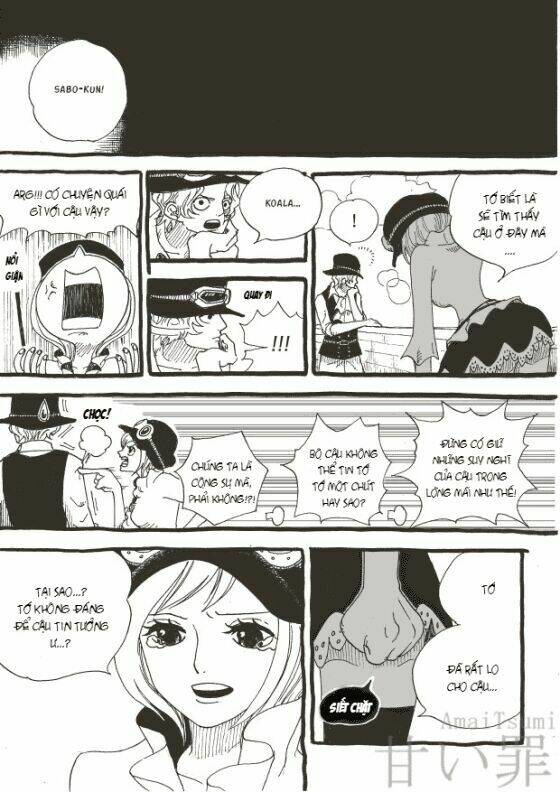 SABO-KUN!
TỚ BIẾT LÀ
SẼ TÌM THẤY
CẬU Ở ĐÂY MÀ
....
!
KOALA...
QUAY ĐI
!!!
ARG!!! CÓ CHUYỆN QUÁI
GÌ VỚI CẬU VẬY?
NỔI
GIẬN
ĐỪNG CÓ GIỮ
NHỮNG SUY NGHĨ
CỦA CẬU TRONG
LÒNG MÃI NHƯ THẾ!
BỘ CẬU KHÔNG
THỂ TIN TỚ
TỚ MỘT CHÚT
HAY SAO?
CHÚNG TA LÀ
CỘNG SỰ MÀ,
PHẢI KHÔNG!?!
CHỌC!
TỚ
ĐÃ RẤT LO
CHO CẬU...
SIẾT CHẶT
TẠI SAO...?
TỚ KHÔNG ĐÁNG
ĐỂ CẬU TIN TƯỞNG
Ư...?
AmaiTsumi
甘い罪